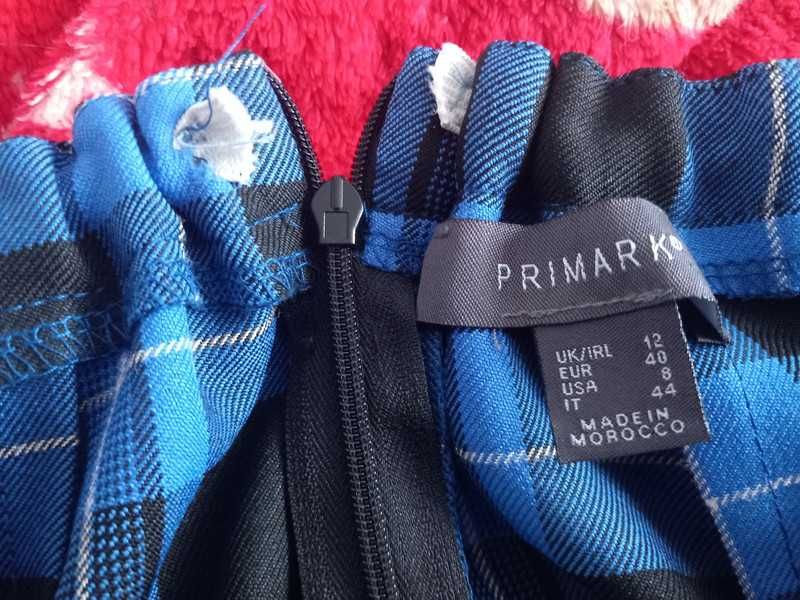 PRIMARK®
UK/IRL 12
EUR 40
USA 8
IT 44
MADE IN
MOROCCO